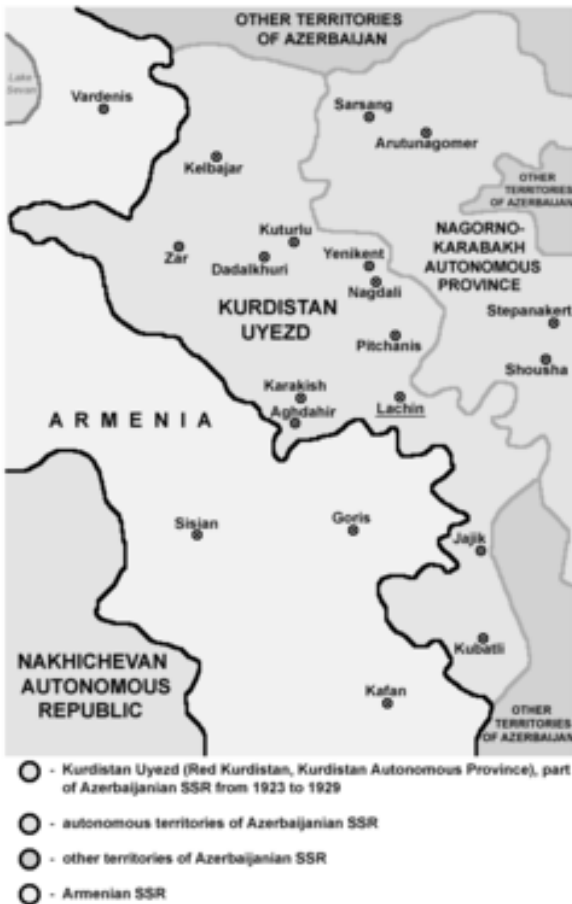 OTHER TERRITORIES
OF AZERBAIJAN
Lake
Sevan
Vardenis
Sarsang
Arutunagomer
Kelbajar
OTHER
TERRITORIES
OF AZERBAIJAN
Kuturlu
Zar
Dadalkhuri
Yenikent
NAGORNO-
KARABAKH
AUTONOMOUS
PROVINCE
Nagdali
KURDISTAN
UYEZD
Stepanakert
Pitchanis
Shousha
Karakish
Lachin
Aghdahir
ARMENIA
Sisian
Goris
Jajik
Kubatli
NAKHICHEVAN
AUTONOMOUS
REPUBLIC
Kafan
OTHER
TERRITORIES
OF AZERBAIJAN
- Kurdistan Uyezd (Red Kurdistan, Kurdistan Autonomous Province), part
of Azerbaijanian SSR from 1923 to 1929
- autonomous territories of Azerbaijanian SSR
- other territories of Azerbaijanian SSR
- Armenian SSR